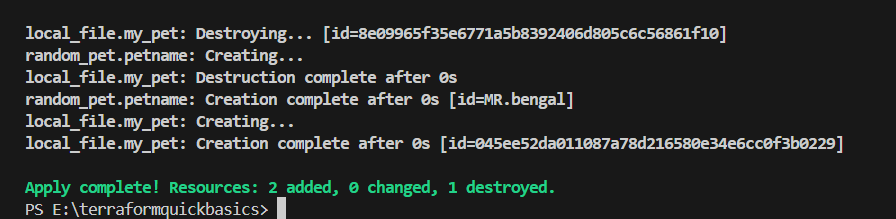 local_file.my_pet: Destroying... [id=8e09965f35e6771a5b8392406d805c6c56861f10]
random_pet.petname: Creating...
local_file.my_pet: Destruction complete after 0s
random_pet.petname: Creation complete after 0s [id=MR.bengal]
local_file.my_pet: Creating...
local_file.my_pet: Creation complete after 0s [id=045ee52da011087a78d216580e34e6cc0f3b0229]
Apply complete! Resources: 2 added, 0 changed, 1 destroyed.
PS E:\terraformquickbasics>